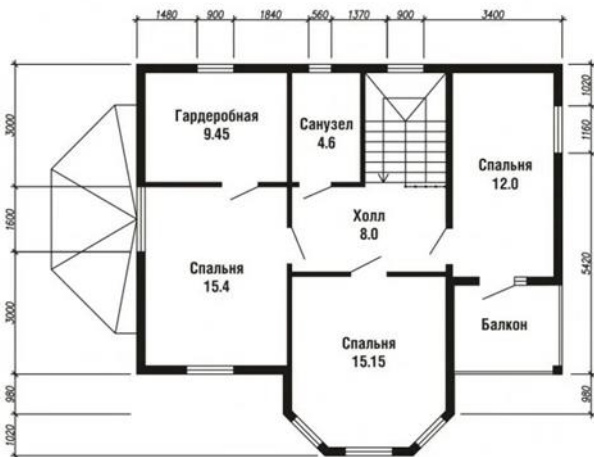 1480 900 1840 560 1370 900 3400
3000
1600
3000
980
1020
1020
1160
5420
980
Гардеробная
9.45
Санузел
4.6
Спальня
12.0
Холл
8.0
Спальня
15.4
Спальня
15.15
Балкон